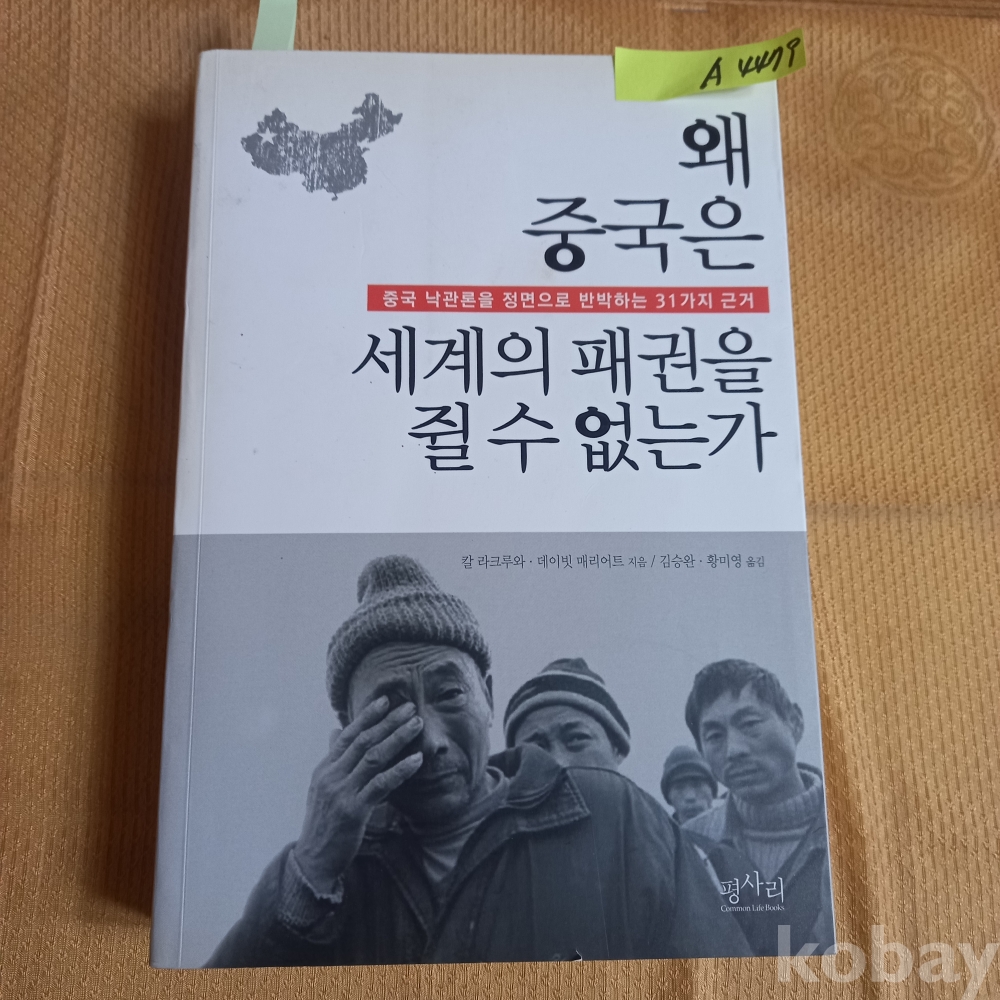 A 4479
왜
중국은
중국 낙관론을 정면으로 반박하는 31가지 근거
세계의 패권을
쥘 수 없는가
칼 라크루와 · 데이빗 매리어트 지음 / 김승완 · 황미영 옮김
평사리
Common Life Books
kobay